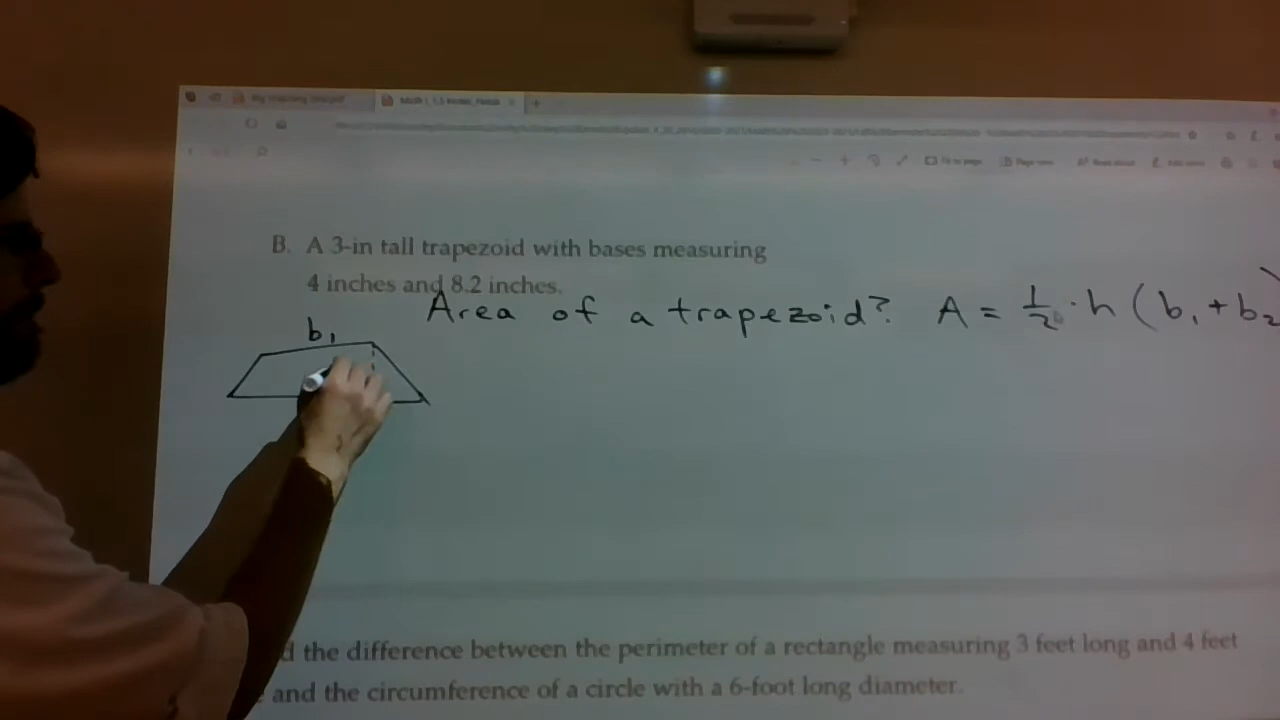 B. A 3-in tall trapezoid with bases measuring
4 inches and 8.2 inches.
Area of a trapezoid? A = 1/2 · h ( b₁ + b₂
b₁
the difference between the perimeter of a rectangle measuring 3 feet long and 4 feet
and the circumference of a circle with a 6-foot long diameter.